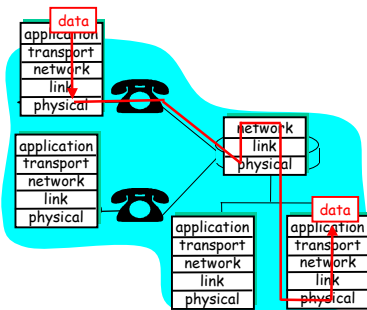 data
application
transport
network
link
physical
application
transport
network
link
physical
network
link
physical
application
transport
network
link
physical
data
application
transport
network
link
physical